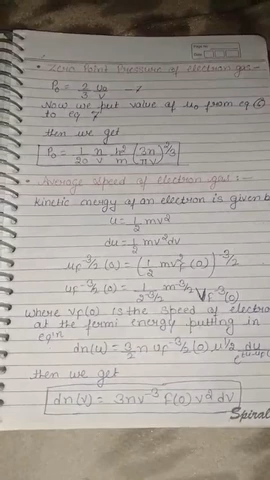 • Zero Point Pressure of electron gas:-
P₀ = 2/3 u₀/v —7
Now we put value of u₀ from eq 6
to eq 7
then we get
P₀ = 1/20 n/v h²/m (3n/πv)^2/3
• Average speed of electron gas:-
kinetic energy of an electron is given b
u = 1/2 mv²
du = 1/2 mv²dv
uf^-3/2 (0) = (1/2 mvf²(0))^-3/2
uf^-3/2 (0) = 1/2^-3/2 m^-3/2 Vf^-3(0)
where vf(0) is the speed of electro
at the fermi energy putting in
eqⁿ
dn(u) = 3/2 n uf^-3/2 (0) u^1/2 du
then we get
dn(v) = 3nv^-3 f(0) v² dv
Spiral